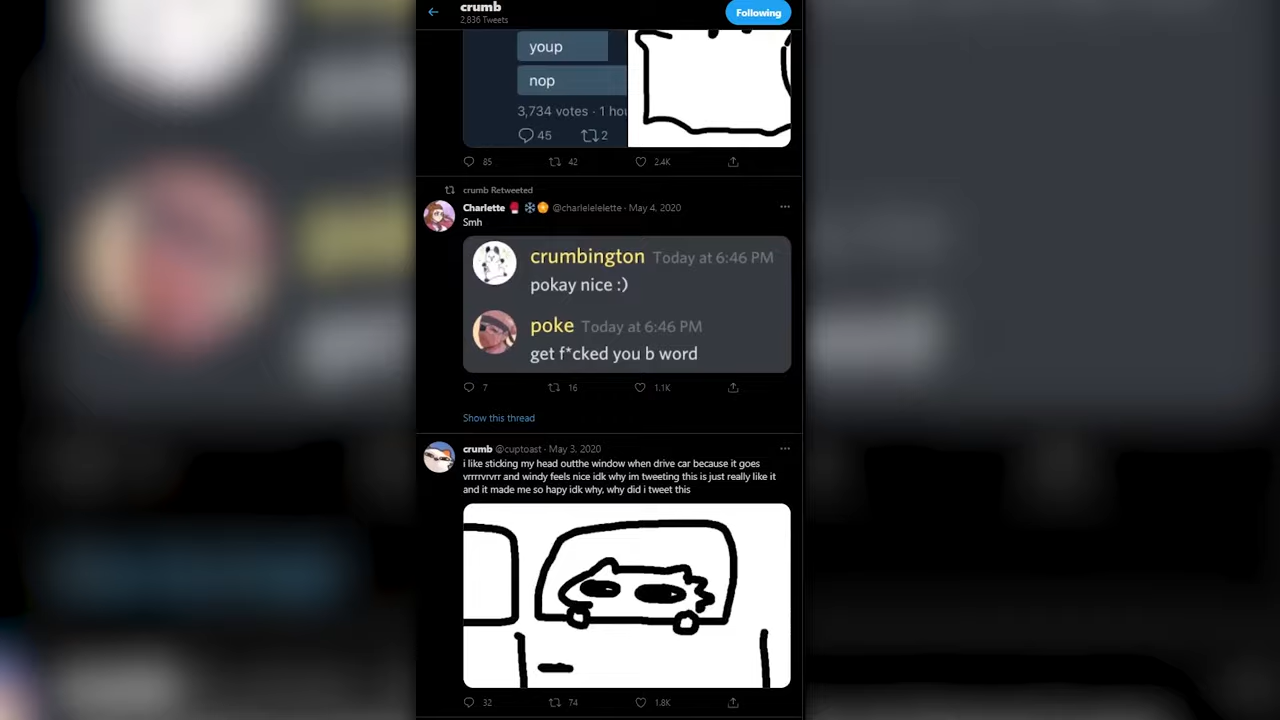 crumb
2,836 Tweets
Following
youp
nop
3,734 votes · 1 hou
45 2
85 42 2.4K
crumb Retweeted
Charlette @charlelelelette · May 4, 2020
Smh
crumbington Today at 6:46 PM
pokay nice :)
poke Today at 6:46 PM
get f*cked you b word
7 16 1.1K
Show this thread
crumb @cuptoast · May 3, 2020
i like sticking my head outthe window when drive car because it goes
vrrrvrvrr and windy feels nice idk why im tweeting this is just really like it
and it made me so hapy idk why, why did i tweet this
32 74 1.8K